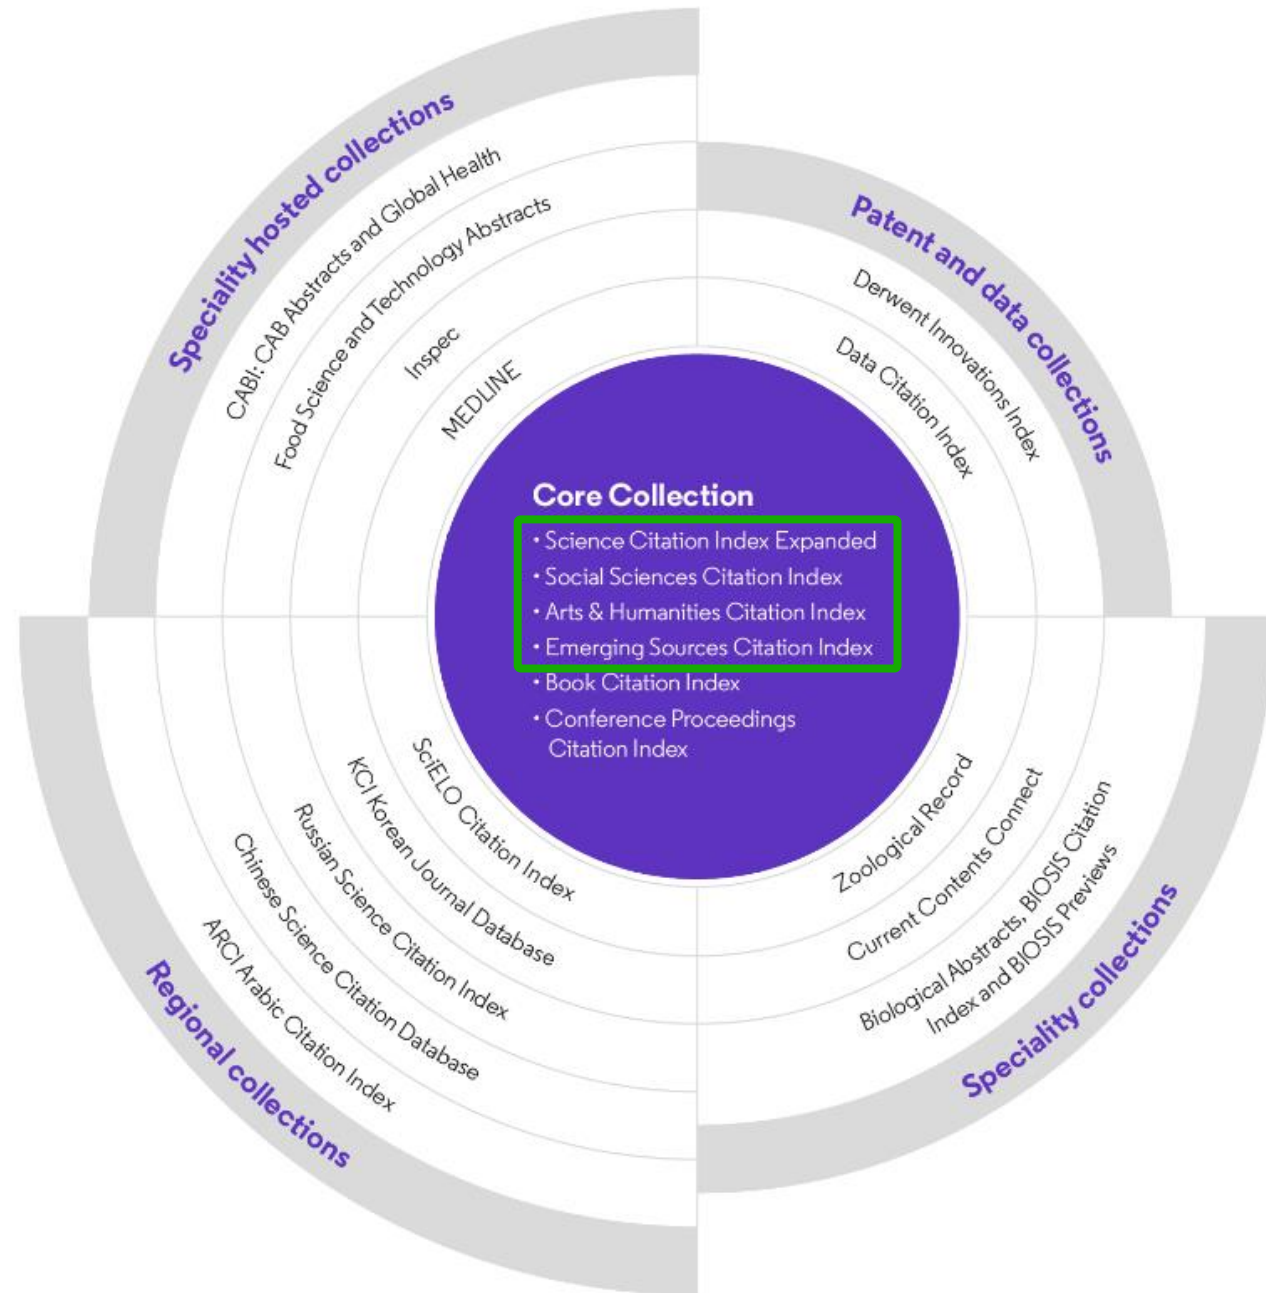 Speciality hosted collections
CABI: CAB Abstracts and Global Health
Food Science and Technology Abstracts
Inspec
MEDLINE
Patent and data collections
Derwent Innovations Index
Data Citation Index
Core Collection
• Science Citation Index Expanded
• Social Sciences Citation Index
• Arts & Humanities Citation Index
• Emerging Sources Citation Index
• Book Citation Index
• Conference Proceedings
Citation Index
SciELO Citation Index
KCI Korean Journal Database
Russian Science Citation Index
Chinese Science Citation Database
ARCI Arabic Citation Index
Regional collections
Zoological Record
Current Contents Connect
Biological Abstracts, BIOSIS Citation
Index and BIOSIS Previews
Speciality collections